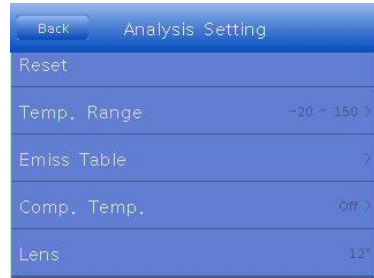 Back Analysis Setting
Reset
Temp. Range -20 - 150 >
Emiss Table >
Comp. Temp. Off >
Lens 12°